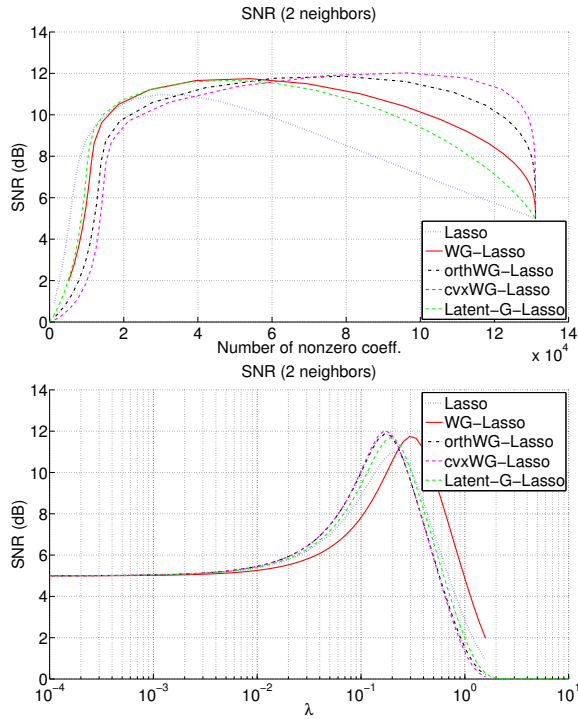 SNR (2 neighbors)
14
12
10
8
6
4
2
0
SNR (dB)
Lasso
WG−Lasso
orthWG−Lasso
cvxWG−Lasso
Latent−G−Lasso
0 2 4 6 8 10 12 14
Number of nonzero coeff.
x 10^4
SNR (2 neighbors)
14
12
10
8
6
4
2
0
SNR (dB)
Lasso
WG−Lasso
orthWG−Lasso
cvxWG−Lasso
Latent−G−Lasso
10^−4 10^−3 10^−2 10^−1 10^0 10^1
λ